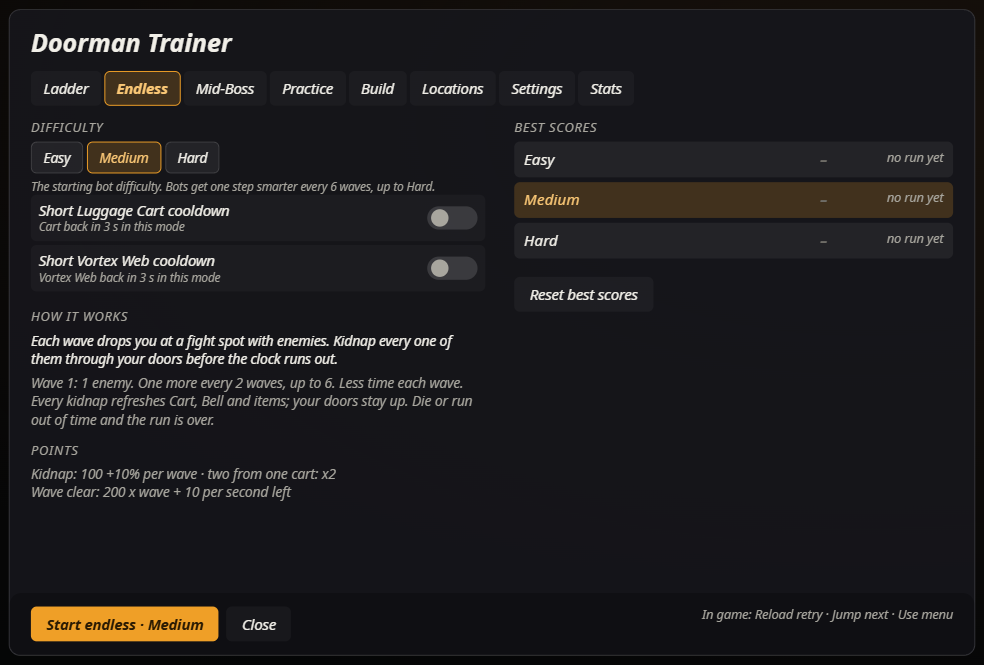 Doorman Trainer
Ladder Endless Mid-Boss Practice Build Locations Settings Stats
DIFFICULTY
Easy Medium Hard
The starting bot difficulty. Bots get one step smarter every 6 waves, up to Hard.
Short Luggage Cart cooldown
Cart back in 3 s in this mode
Short Vortex Web cooldown
Vortex Web back in 3 s in this mode
HOW IT WORKS
Each wave drops you at a fight spot with enemies. Kidnap every one of
them through your doors before the clock runs out.
Wave 1: 1 enemy. One more every 2 waves, up to 6. Less time each wave.
Every kidnap refreshes Cart, Bell and items; your doors stay up. Die or run
out of time and the run is over.
POINTS
Kidnap: 100 +10% per wave · two from one cart: x2
Wave clear: 200 x wave + 10 per second left
BEST SCORES
Easy – no run yet
Medium – no run yet
Hard – no run yet
Reset best scores
Start endless · Medium Close
In game: Reload retry · Jump next · Use menu